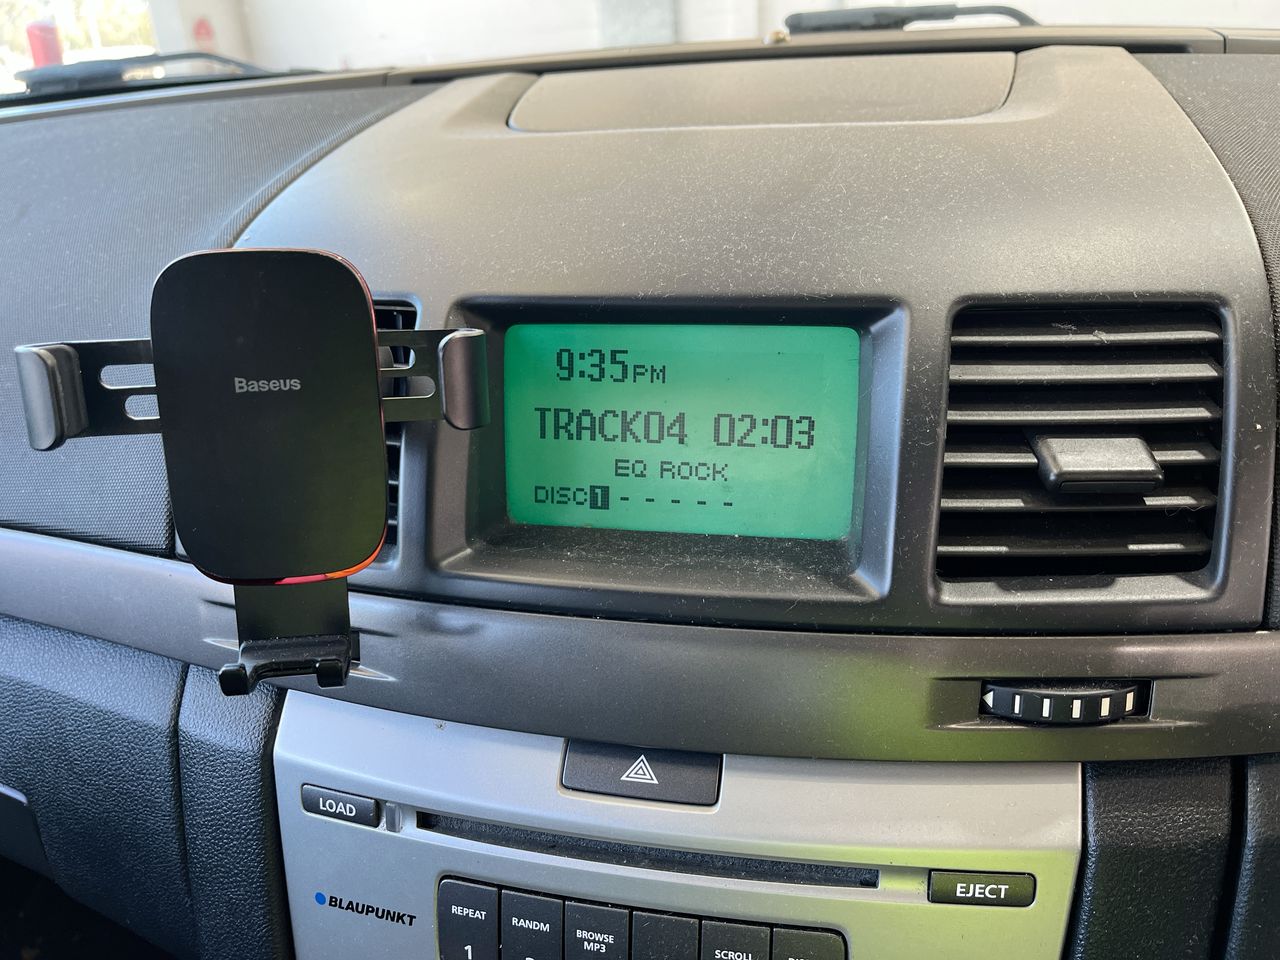 Baseus
9:35PM
TRACK04 02:03
EQ ROCK
DISC1 - - - - -
LOAD
EJECT
BLAUPUNKT
REPEAT
1
RANDM
BROWSE
MP3
SCROLL